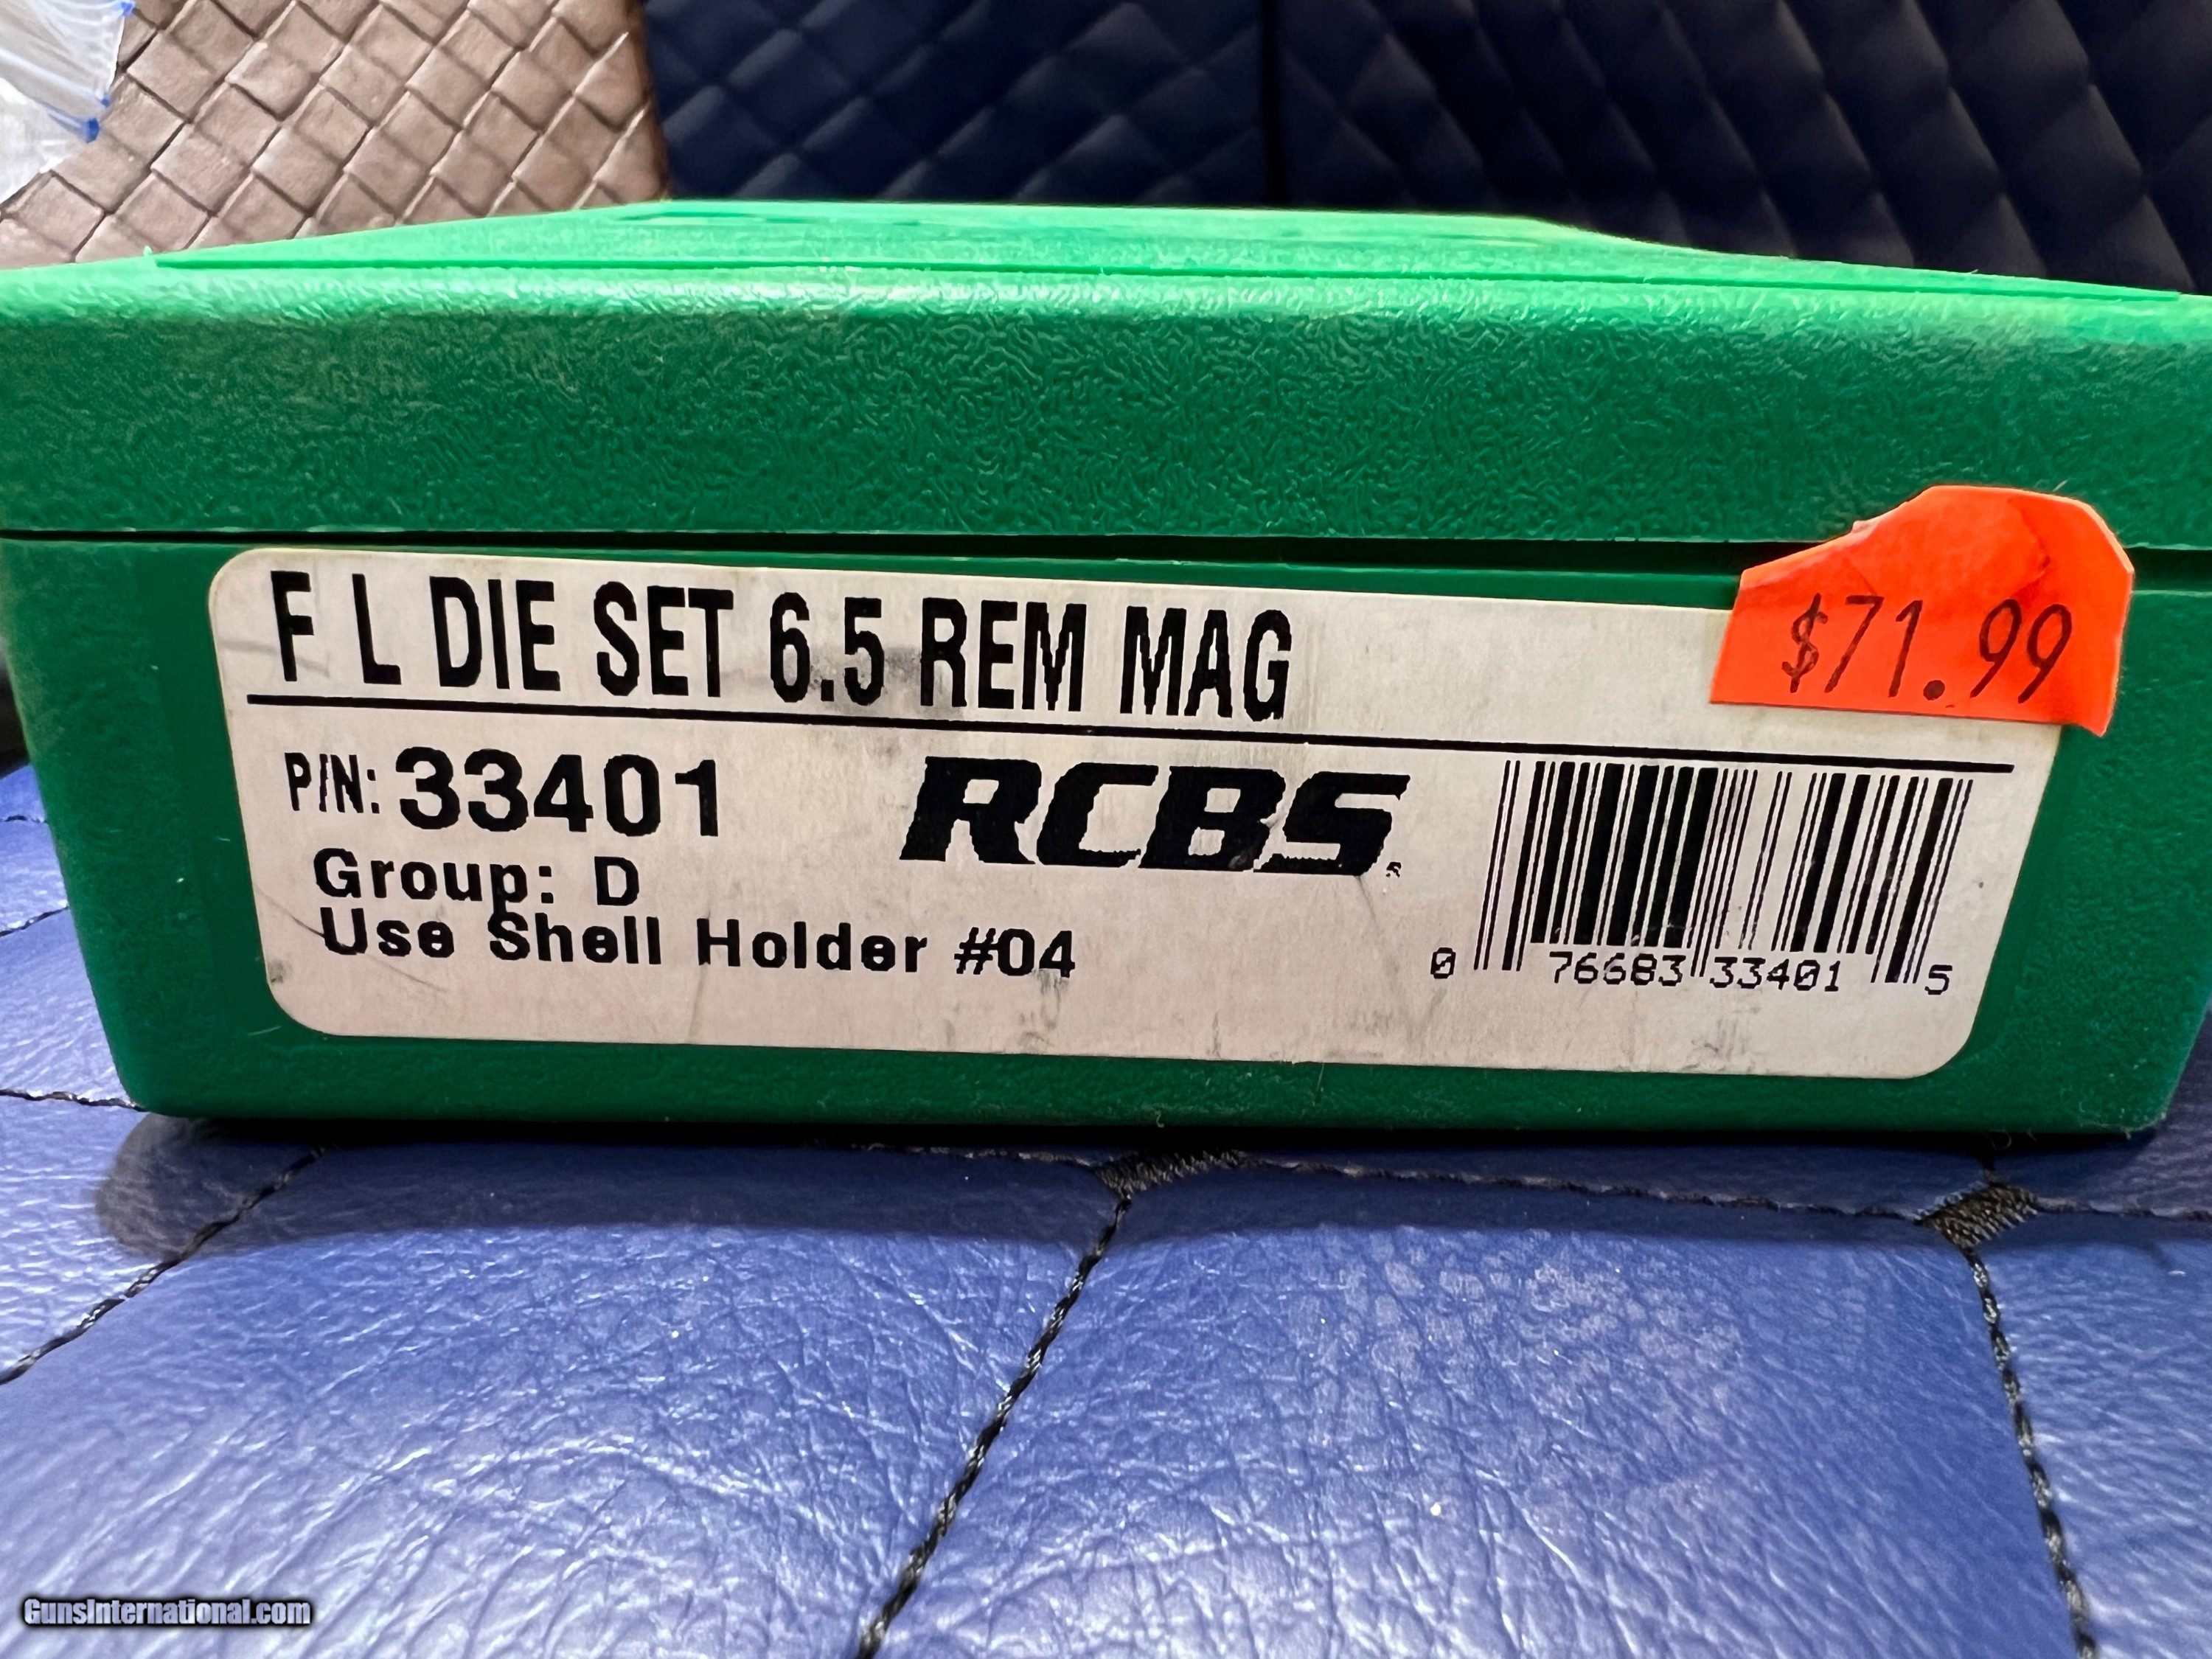 F L DIE SET 6.5 REM MAG
$71.99
P/N: 33401
RCBS
Group: D
Use Shell Holder #04
0 76683 33401 5
GunsInternational.com